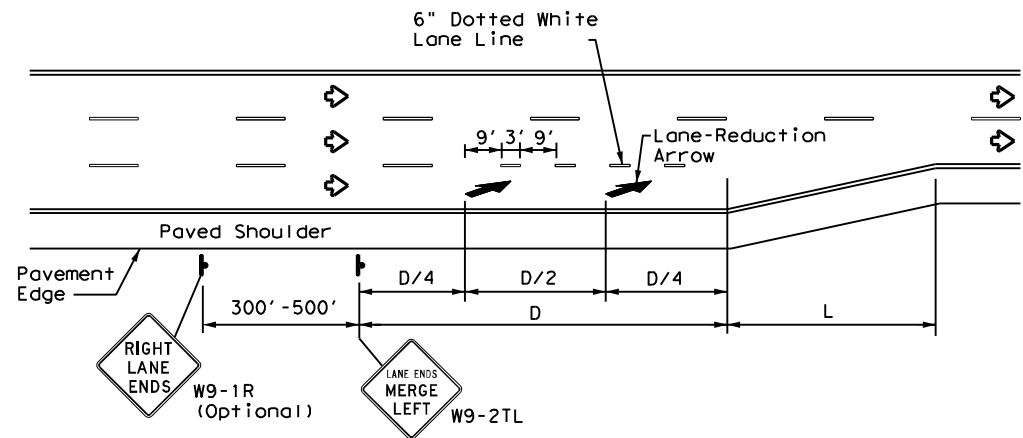 6" Dotted White
Lane Line
9' 3' 9'
Lane-Reduction
Arrow
Paved Shoulder
Pavement
Edge
D/4 D/2 D/4
300'-500' D L
RIGHT
LANE
ENDS
W9-1R
(Optional)
LANE ENDS
MERGE
LEFT
W9-2TL